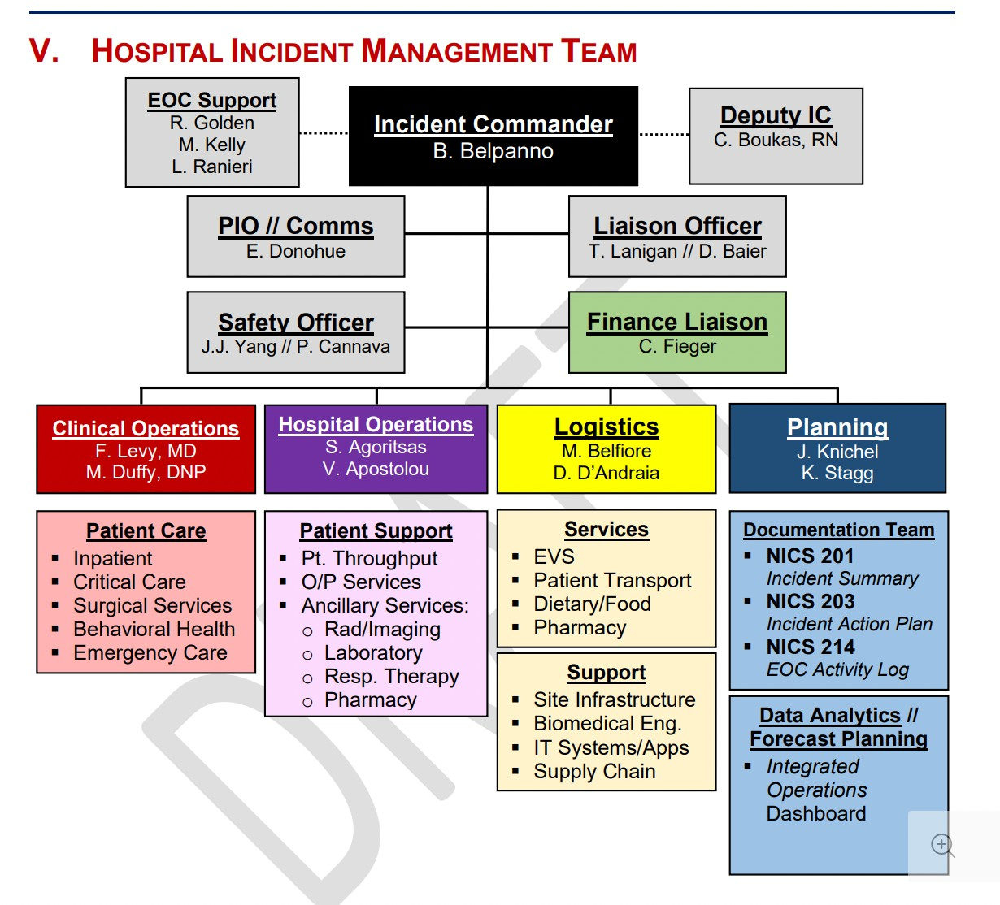 V. HOSPITAL INCIDENT MANAGEMENT TEAM
EOC Support
R. Golden
M. Kelly
L. Ranieri
Incident Commander
B. Belpanno
Deputy IC
C. Boukas, RN
PIO // Comms
E. Donohue
Liaison Officer
T. Lanigan // D. Baier
Safety Officer
J.J. Yang // P. Cannava
Finance Liaison
C. Fieger
Clinical Operations
F. Levy, MD
M. Duffy, DNP
Hospital Operations
S. Agoritsas
V. Apostolou
Logistics
M. Belfiore
D. D'Andraia
Planning
J. Knichel
K. Stagg
Patient Care
▪ Inpatient
▪ Critical Care
▪ Surgical Services
▪ Behavioral Health
▪ Emergency Care
Patient Support
▪ Pt. Throughput
▪ O/P Services
▪ Ancillary Services:
o Rad/Imaging
o Laboratory
o Resp. Therapy
o Pharmacy
Services
▪ EVS
▪ Patient Transport
▪ Dietary/Food
▪ Pharmacy
Support
▪ Site Infrastructure
▪ Biomedical Eng.
▪ IT Systems/Apps
▪ Supply Chain
Documentation Team
▪ NICS 201
Incident Summary
▪ NICS 203
Incident Action Plan
▪ NICS 214
EOC Activity Log
Data Analytics //
Forecast Planning
▪ Integrated
Operations
Dashboard
DRAFT